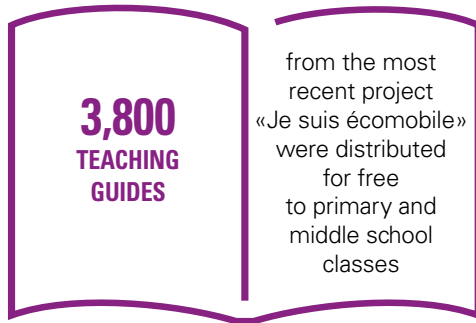 3,800
TEACHING
GUIDES
from the most
recent project
«Je suis écomobile»
were distributed
for free
to primary and
middle school
classes